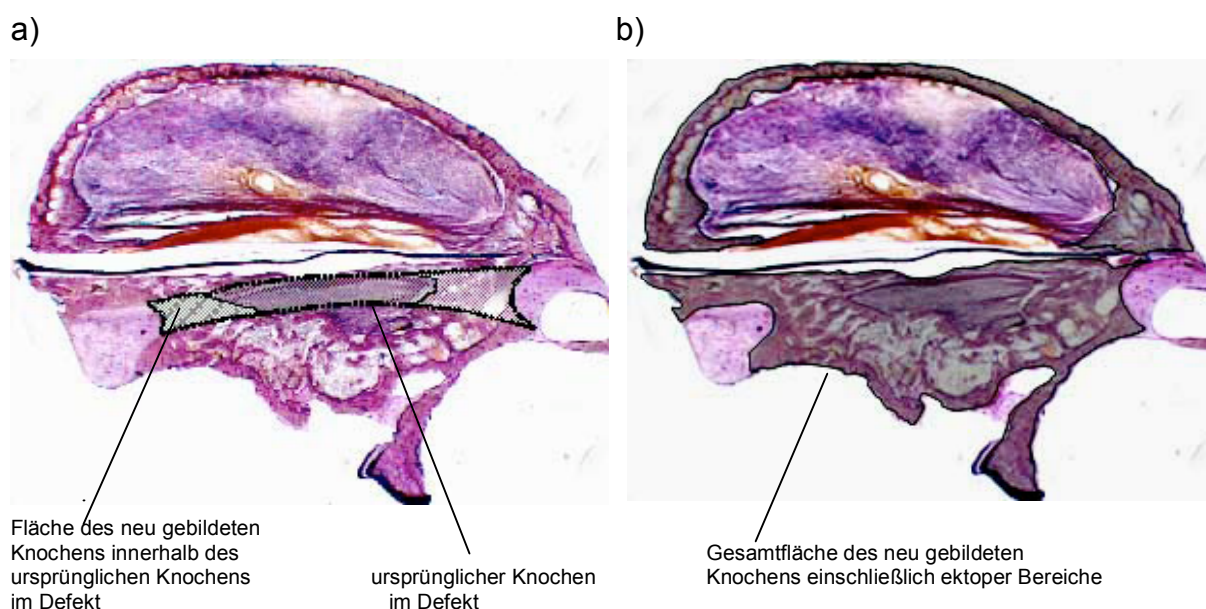 a)
b)
Fläche des neu gebildeten
Knochens innerhalb des
ursprünglichen Knochens
im Defekt
ursprünglicher Knochen
im Defekt
Gesamtfläche des neu gebildeten
Knochens einschließlich ektoper Bereiche